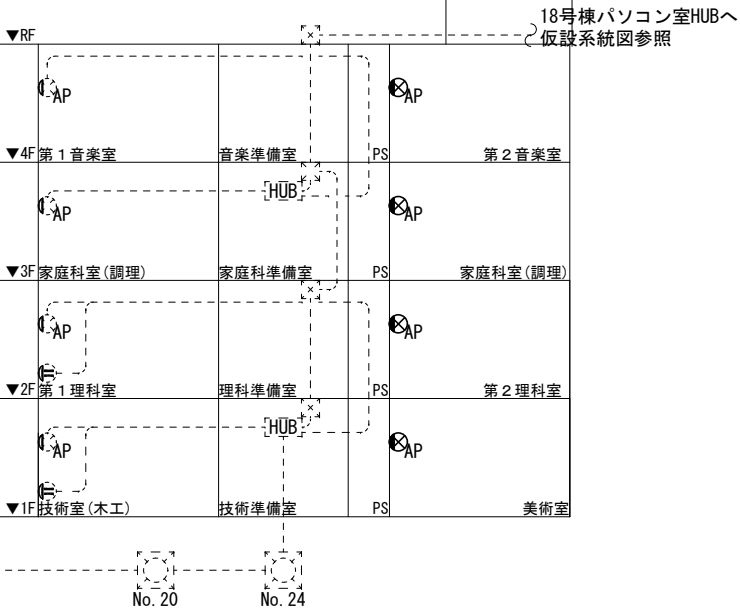 18号棟パソコン室HUBへ
仮設系統図参照
▼RF
AP AP
▼4F 第1音楽室 音楽準備室 PS 第2音楽室
HUB
AP AP
▼3F 家庭科室(調理) 家庭科準備室 PS 家庭科室(調理)
AP AP
▼2F 第1理科室 理科準備室 PS 第2理科室
HUB
AP AP
▼1F 技術室(木工) 技術準備室 PS 美術室
No.20 No.24